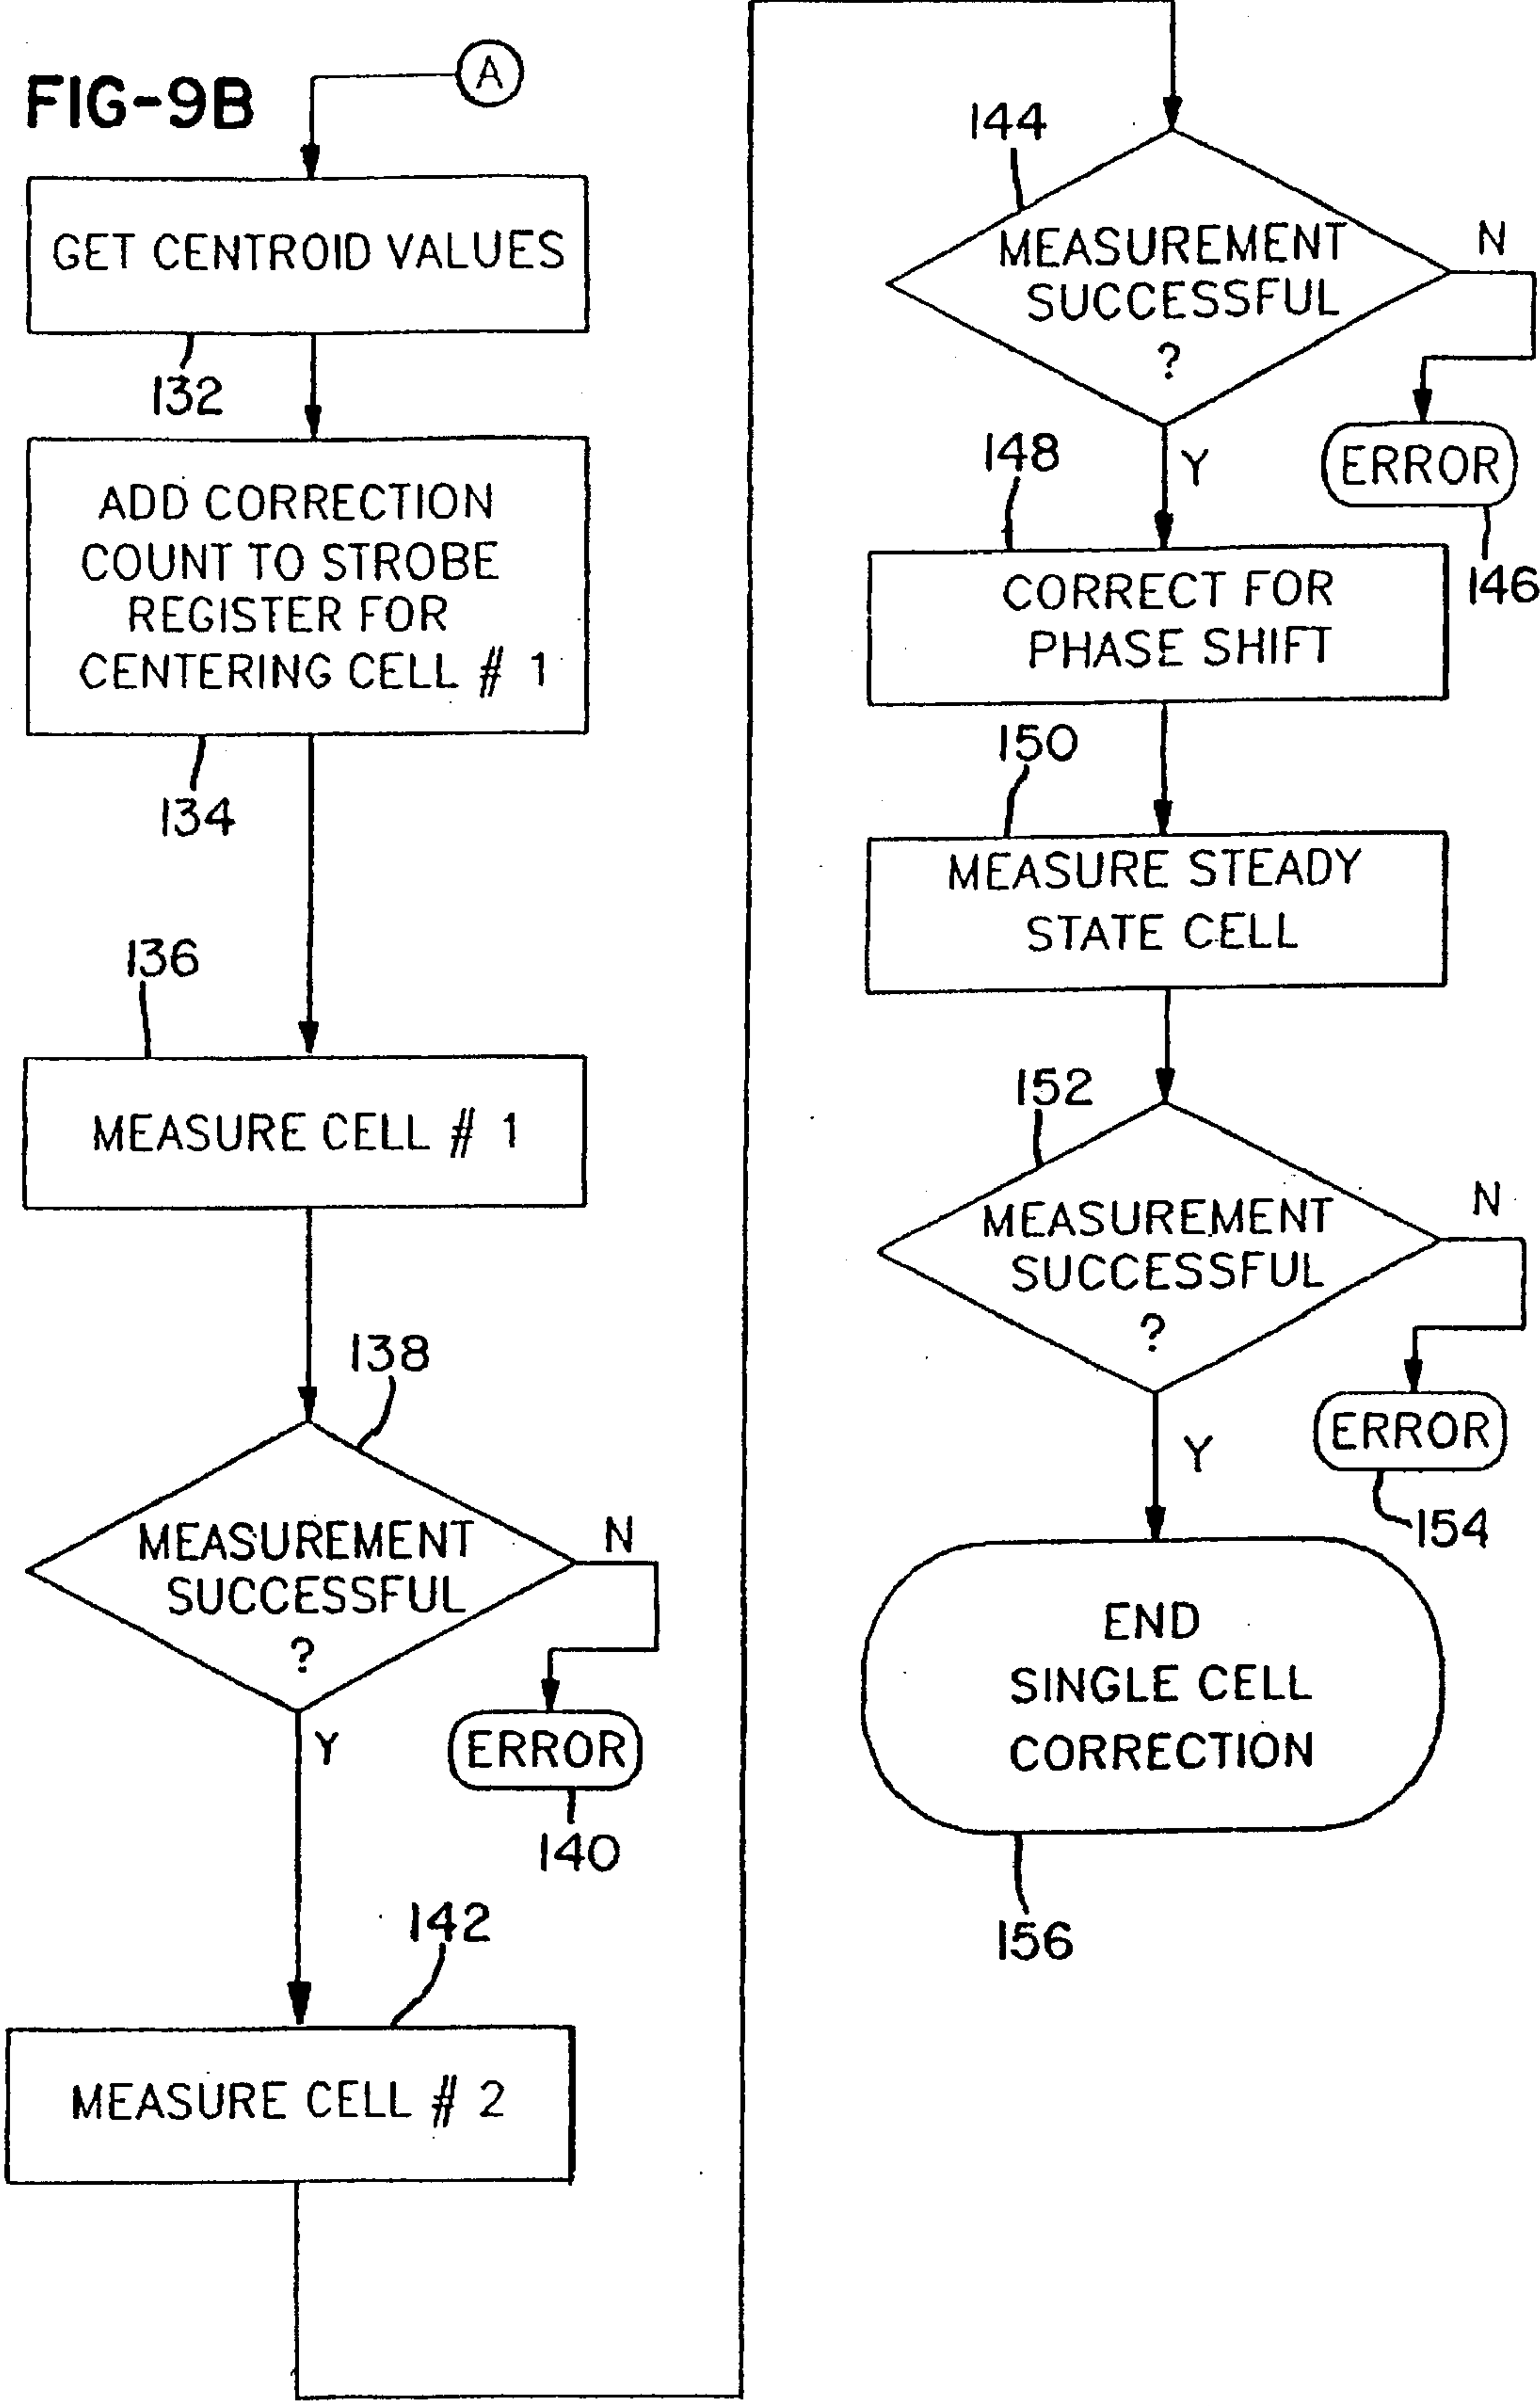 FIG-9B
A
GET CENTROID VALUES
132
ADD CORRECTION
COUNT TO STROBE
REGISTER FOR
CENTERING CELL # 1
134
136
MEASURE CELL # 1
138
MEASUREMENT
SUCCESSFUL
?
N
ERROR
140
Y
142
MEASURE CELL # 2
144
MEASUREMENT
SUCCESSFUL
?
N
ERROR
146
Y
148
CORRECT FOR
PHASE SHIFT
150
MEASURE STEADY
STATE CELL
152
MEASUREMENT
SUCCESSFUL
?
N
ERROR
154
Y
END
SINGLE CELL
CORRECTION
156